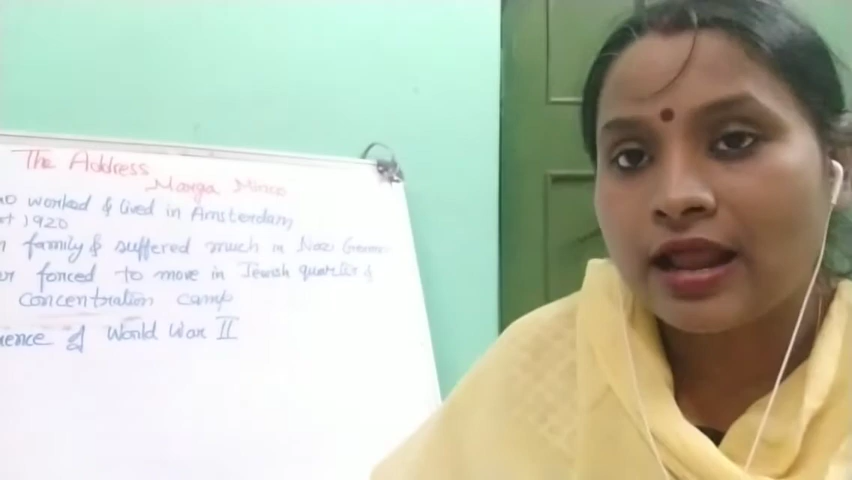 The Address
Marga Minco
worked & lived in Amsterdam
1920
family & suffered much in Nazi
forced to move in Jewish quarter &
concentration camp
World War II